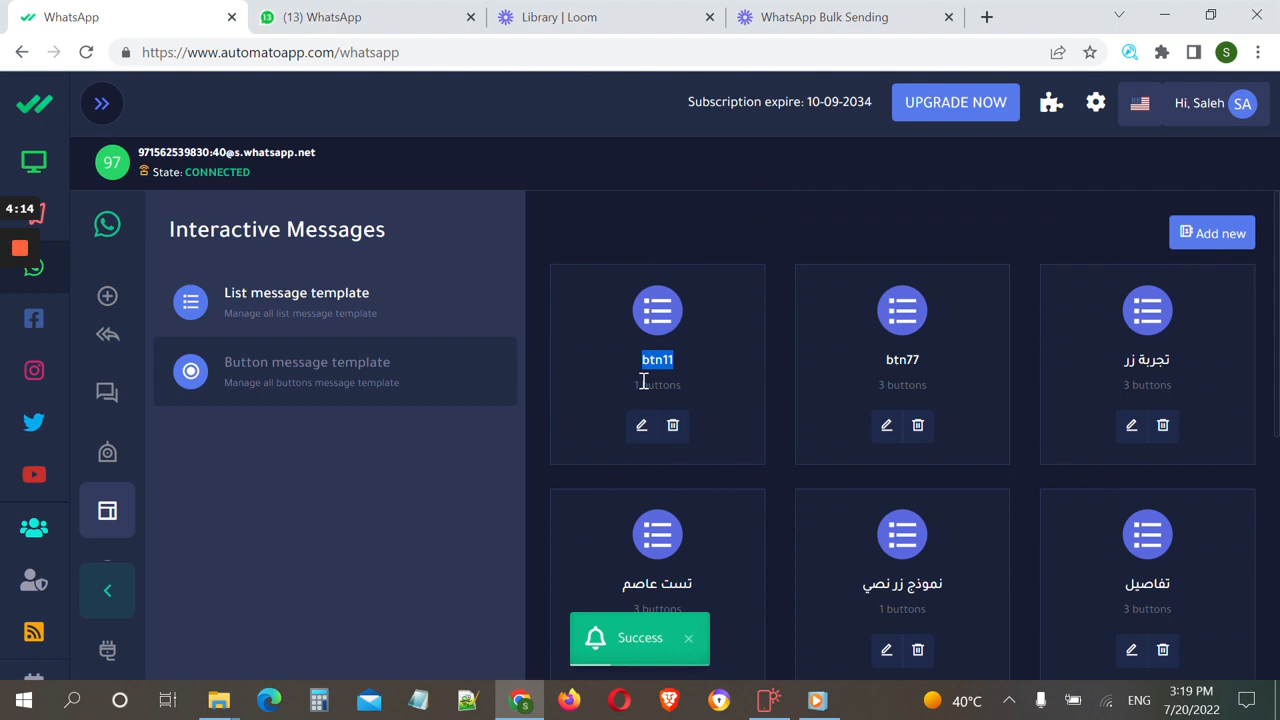 WhatsApp
(13) WhatsApp
Library | Loom
WhatsApp Bulk Sending
https://www.automatoapp.com/whatsapp
S
Subscription expire: 10-09-2034
UPGRADE NOW
Hi, Saleh
SA
97
971562539830:40@s.whatsapp.net
State: CONNECTED
4:14
Interactive Messages
Add new
List message template
Manage all list message template
Button message template
Manage all buttons message template
btn11
buttons
btn77
3 buttons
تجربة زر
3 buttons
تست عاصم
3 buttons
نموذج زر نصي
1 buttons
تفاصيل
3 buttons
Success
40°C
ENG
3:19 PM
7/20/2022